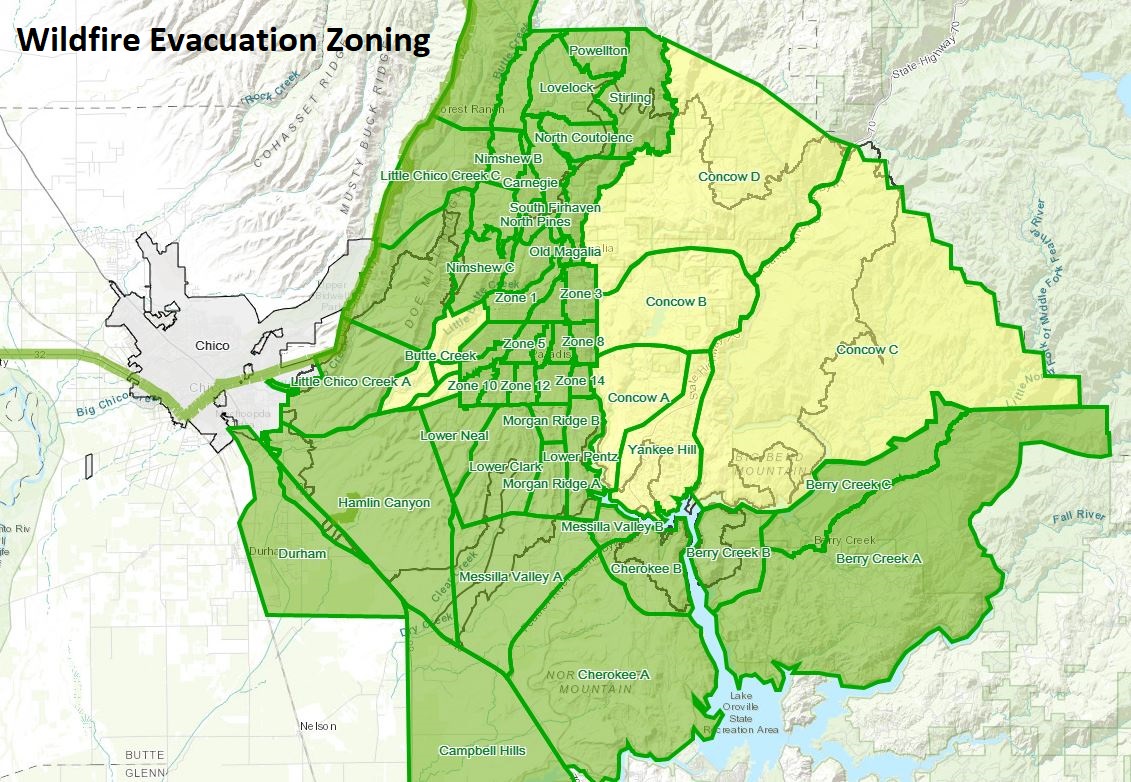 Wildfire Evacuation Zoning
Powellton
State-Highway-70
Rock Creek
Lovelock
Stirling
COHASSET RIDGE
MUSTY BUCK RIDGE
70
North Coutolenc
Nimshew B
Little Chico Creek C
Carnegie
Concow D
South Firhaven
North Pines
Old Magalia
Nimshew C
Zone 1
Zone 3
Concow B
Chico
32
Butte Creek
Zone 5
Zone 8
Concow C
Little Chico Creek A
Zone 10
Zone 12
Zone 14
Concow A
Big Chico Cre
Morgan Ridge B
Lower Neal
Yankee Hill
Lower Pentz
Lower Clark
BIG BEND
MOUNTAIN
Morgan Ridge A
Berry Creek C
Hamlin Canyon
Fall River
Messilla Valley B
Berry Creek
Durham
Berry Creek B
Berry Creek A
Cherokee B
Messilla Valley A
Clear Creek
Dry Creek
Cherokee A
MOUNTAIN
Lake
Oroville
State
Recreation Area
Nelson
Campbell Hills
BUTTE
GLENN